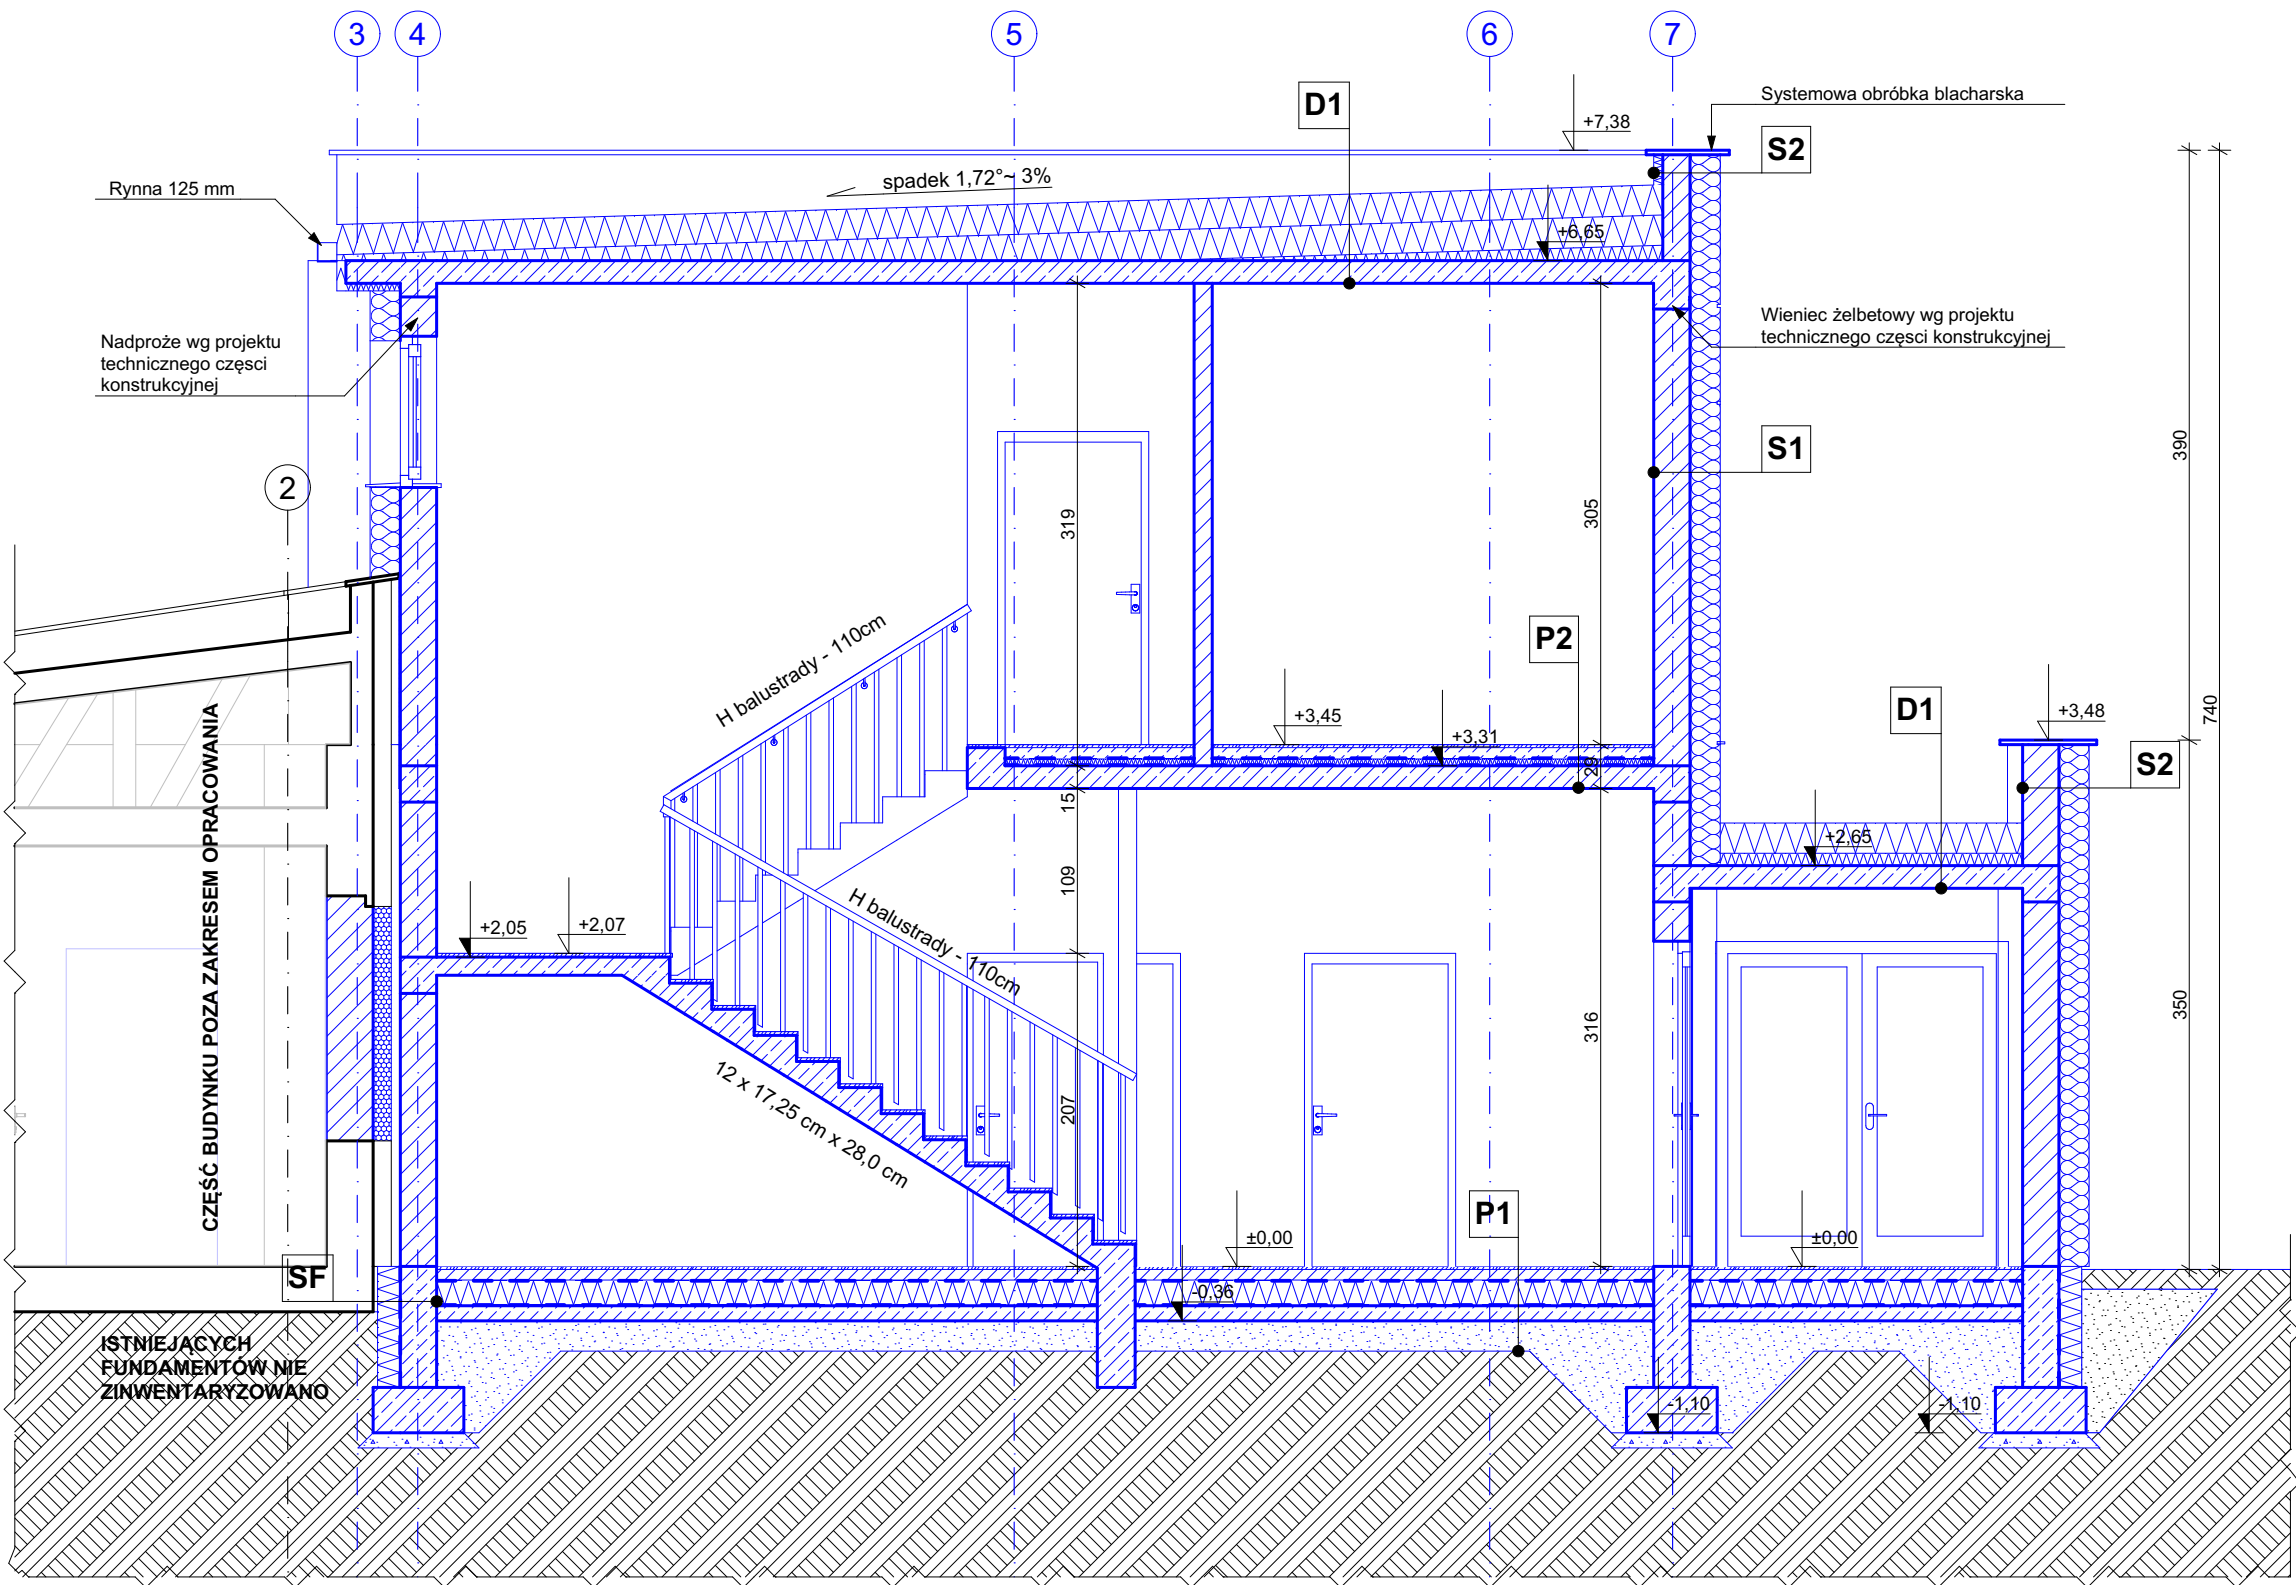 3
4
5
6
7
D1
+7,38
Systemowa obróbka blacharska
S2
Rynna 125 mm
spadek 1,72°~ 3%
+6,65
Nadproże wg projektu
technicznego częsci
konstrukcyjnej
Wieniec żelbetowy wg projektu
technicznego częsci konstrukcyjnej
S1
390
2
319
305
H balustrady - 110cm
P2
D1
+3,45
+3,31
+3,48
740
S2
29
15
+2,65
CZĘŚĆ BUDYNKU POZA ZAKRESEM OPRACOWANIA
109
H balustrady - 110cm
+2,05
+2,07
350
316
12 x 17,25 cm x 28,0 cm
207
P1
±0,00
±0,00
SF
-0,36
ISTNIEJĄCYCH
FUNDAMENTÓW NIE
ZINWENTARYZOWANO
-1,10
-1,10